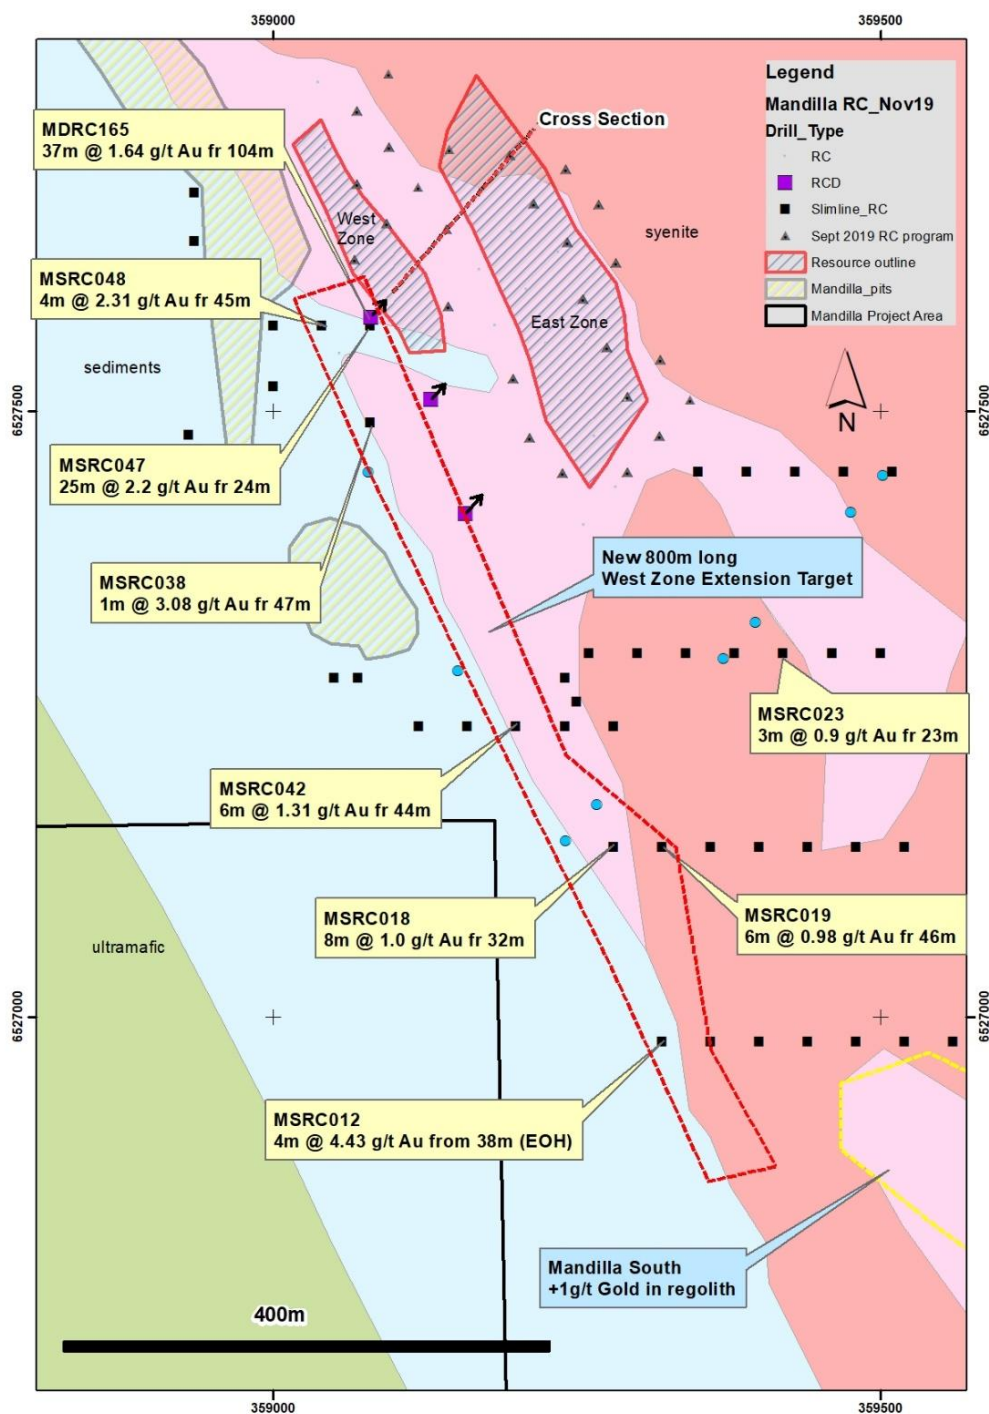 359000
359500
Legend
Mandilla RC_Nov19
Drill_Type
RC
RCD
Slimline_RC
Sept 2019 RC program
Resource outline
Mandilla_pits
Mandilla Project Area
MDRC165
37m @ 1.64 g/t Au fr 104m
Cross Section
West
Zone
syenite
MSRC048
4m @ 2.31 g/t Au fr 45m
East Zone
sediments
N
6527500
6527500
MSRC047
25m @ 2.2 g/t Au fr 24m
New 800m long
West Zone Extension Target
MSRC038
1m @ 3.08 g/t Au fr 47m
MSRC023
3m @ 0.9 g/t Au fr 23m
MSRC042
6m @ 1.31 g/t Au fr 44m
MSRC018
8m @ 1.0 g/t Au fr 32m
MSRC019
6m @ 0.98 g/t Au fr 46m
ultramafic
6527000
6527000
MSRC012
4m @ 4.43 g/t Au from 38m (EOH)
Mandilla South
+1g/t Gold in regolith
400m
359000
359500